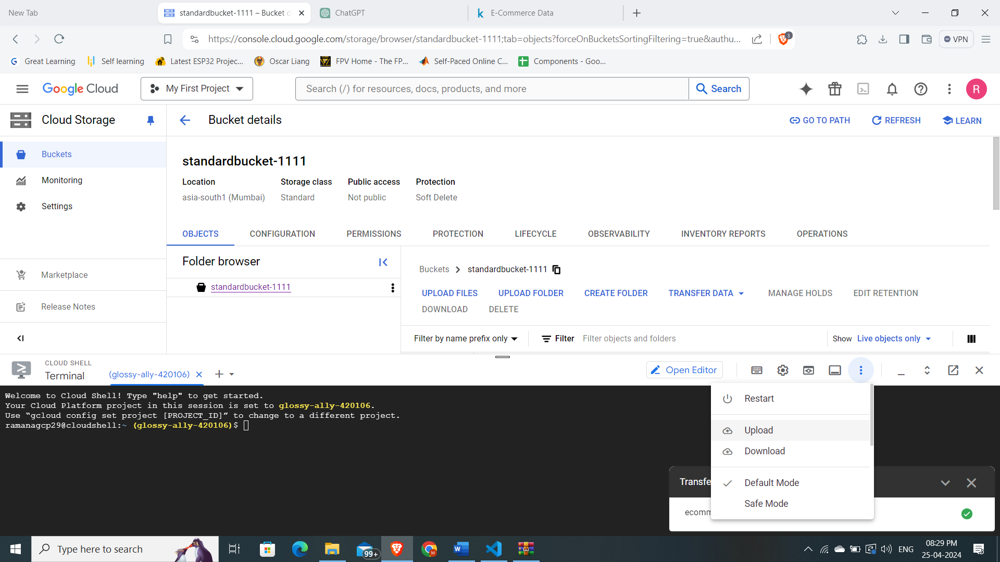 New Tab
standardbucket-1111 – Bucket d
ChatGPT
E-Commerce Data
https://console.cloud.google.com/storage/browser/standardbucket-1111;tab=objects?forceOnBucketsSortingFiltering=true&authu...
3
VPN
Great Learning
Self learning
Latest ESP32 Projec...
Oscar Liang
FPV Home - The FP...
Self-Paced Online C...
Components - Goo...
Google Cloud
My First Project
Search (/) for resources, docs, products, and more
Search
R
Cloud Storage
Bucket details
GO TO PATH
REFRESH
LEARN
Buckets
Monitoring
Settings
Marketplace
Release Notes
standardbucket-1111
Location
Storage class
Public access
Protection
asia-south1 (Mumbai)
Standard
Not public
Soft Delete
OBJECTS
CONFIGURATION
PERMISSIONS
PROTECTION
LIFECYCLE
OBSERVABILITY
INVENTORY REPORTS
OPERATIONS
Folder browser
standardbucket-1111
Buckets
standardbucket-1111
UPLOAD FILES
UPLOAD FOLDER
CREATE FOLDER
TRANSFER DATA
MANAGE HOLDS
EDIT RETENTION
DOWNLOAD
DELETE
Filter by name prefix only
Filter
Filter objects and folders
Show
Live objects only
CLOUD SHELL
Terminal
(glossy-ally-420106)
Open Editor
Welcome to Cloud Shell! Type "help" to get started.
Your Cloud Platform project in this session is set to glossy-ally-420106.
Use “gcloud config set project [PROJECT_ID]” to change to a different project.
ramanagcp29@cloudshell:~ (glossy-ally-420106)$
Restart
Upload
Download
Default Mode
Safe Mode
Transfe
ecomm
Type here to search
99+
ENG
08:29 PM
25-04-2024